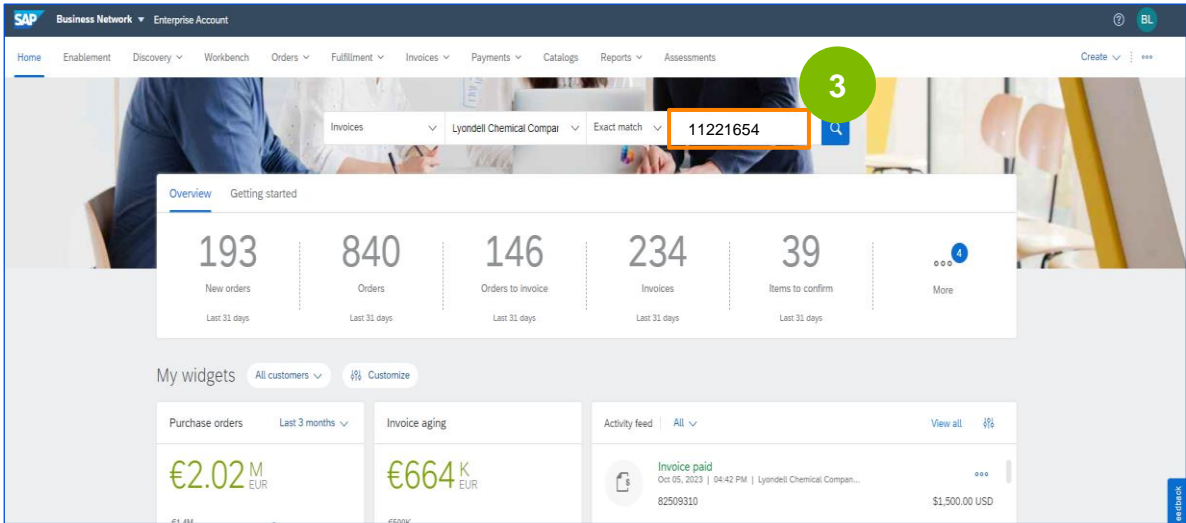 SAP Business Network Enterprise Account BL
Home Enablement Discovery Workbench Orders Fulfillment Invoices Payments Catalogs Reports Assessments Create
3
Invoices Lyondell Chemical Compar Exact match 11221654
Overview Getting started
193 840 146 234 39 4
New orders Orders Orders to invoice Invoices Items to confirm More
Last 31 days Last 31 days Last 31 days Last 31 days Last 31 days
My widgets All customers Customize
Purchase orders Last 3 months Invoice aging Activity feed All View all
€2.02 M EUR €664 K EUR
Invoice paid
Oct 05, 2023 | 04:42 PM | Lyondell Chemical Compan...
82509310 $1,500.00 USD
€1.4M €500K
eedback